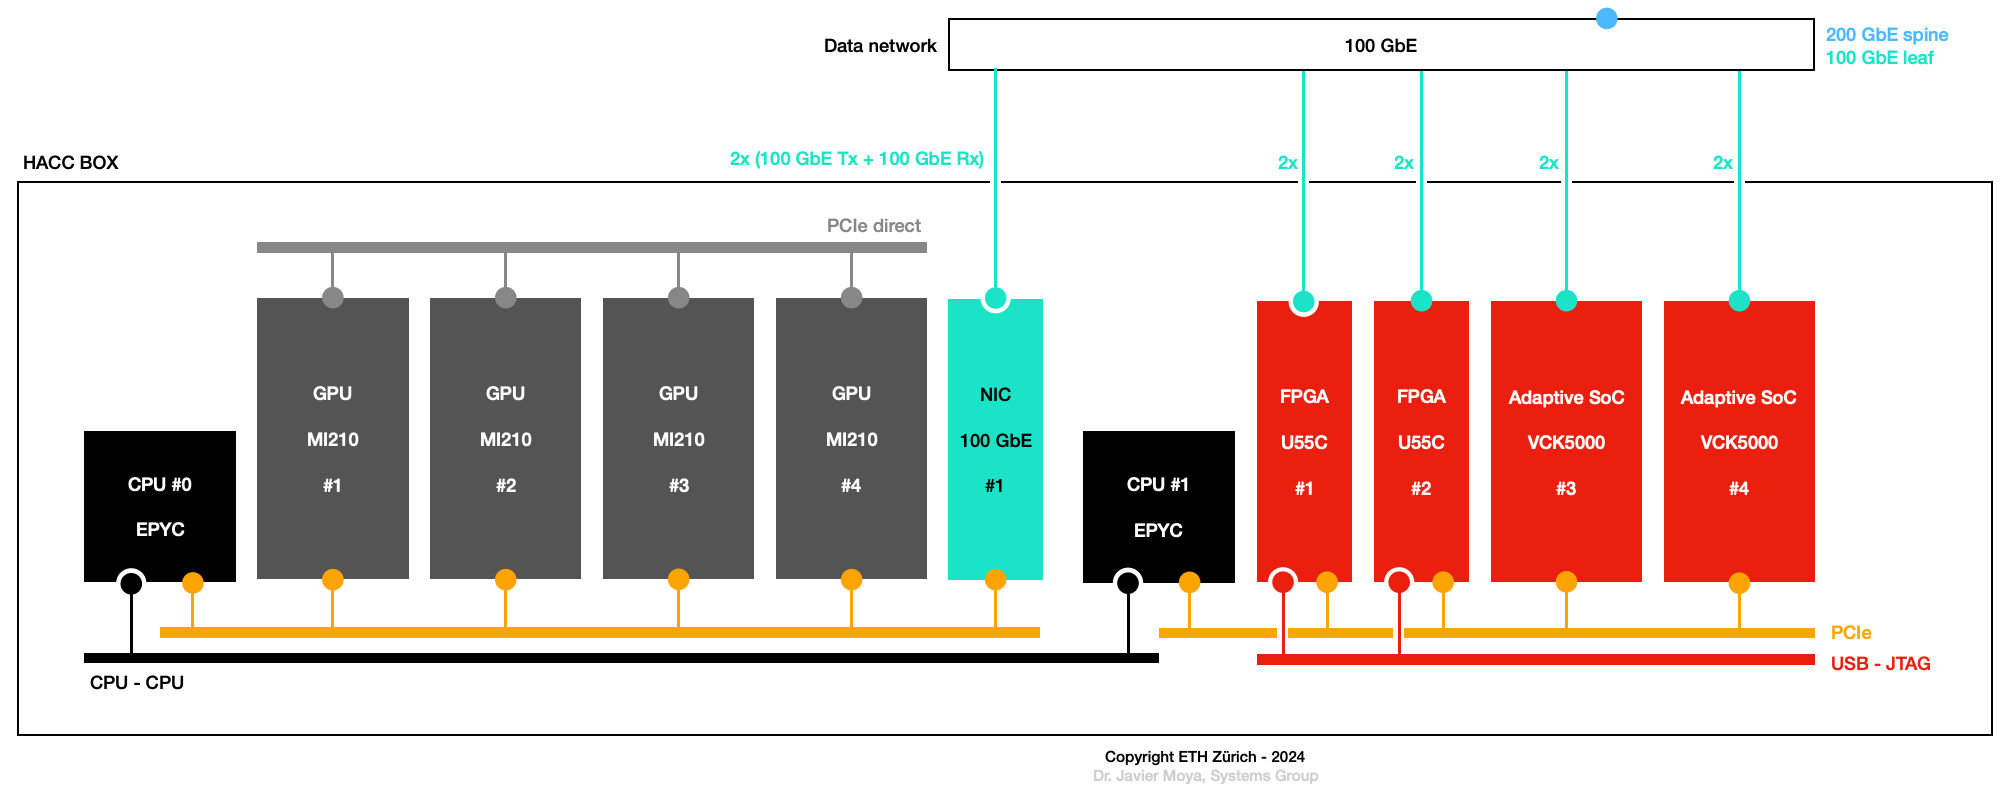 Data network
100 GbE
200 GbE spine
100 GbE leaf
HACC BOX
2x (100 GbE Tx + 100 GbE Rx)
2x
2x
2x
2x
PCIe direct
CPU #0
EPYC
GPU
MI210
#1
GPU
MI210
#2
GPU
MI210
#3
GPU
MI210
#4
NIC
100 GbE
#1
CPU #1
EPYC
FPGA
U55C
#1
FPGA
U55C
#2
Adaptive SoC
VCK5000
#3
Adaptive SoC
VCK5000
#4
PCIe
USB - JTAG
CPU - CPU
Copyright ETH Zürich - 2024
Dr. Javier Moya, Systems Group